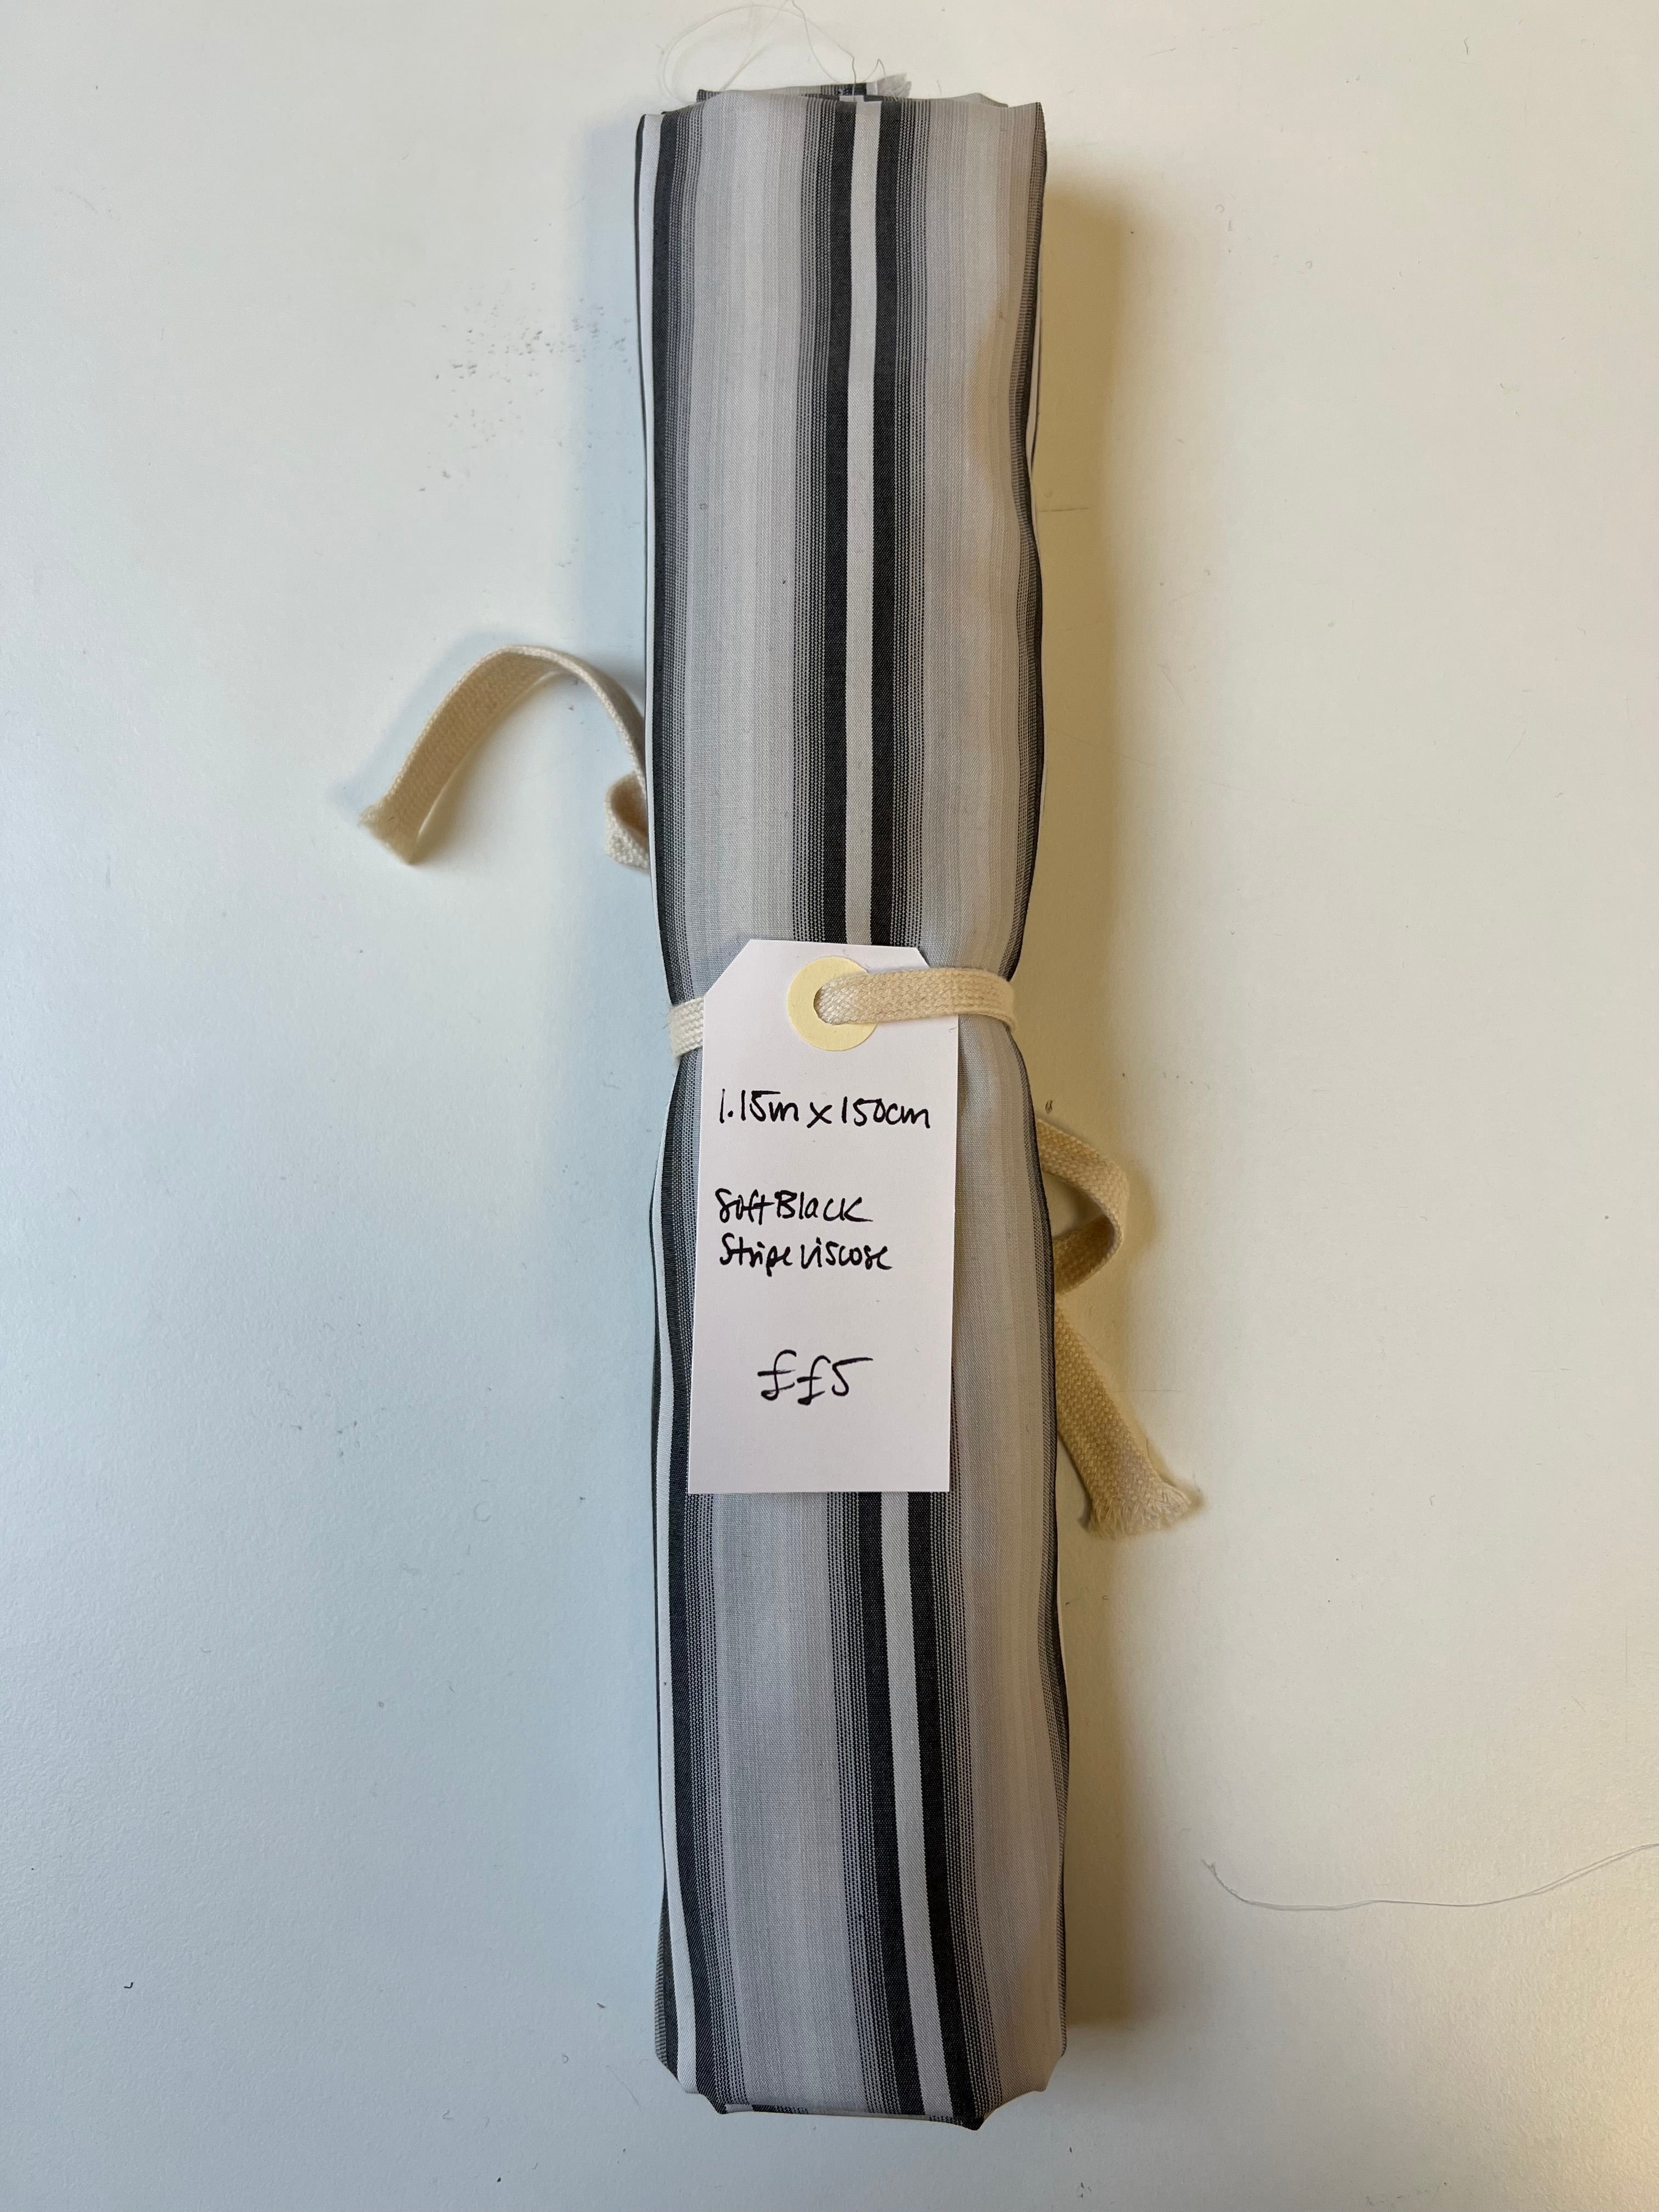 1.15m x 150cm
Soft Black
Stripe viscose
££5